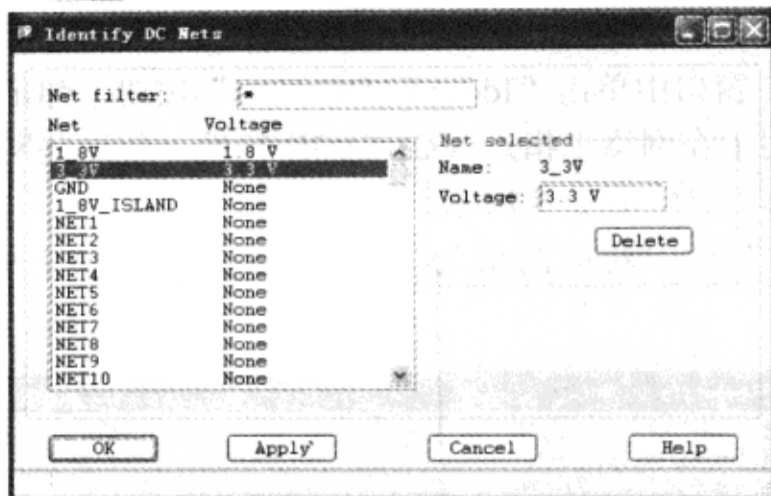 Identify DC Nets
Net filter: *
Net Voltage
1_8V 1.8 V
3_3V 3.3 V
GND None
1_8V_ISLAND None
NET1 None
NET2 None
NET3 None
NET4 None
NET5 None
NET6 None
NET7 None
NET8 None
NET9 None
NET10 None
Net selected
Name: 3_3V
Voltage: 3.3 V
Delete
OK Apply Cancel Help